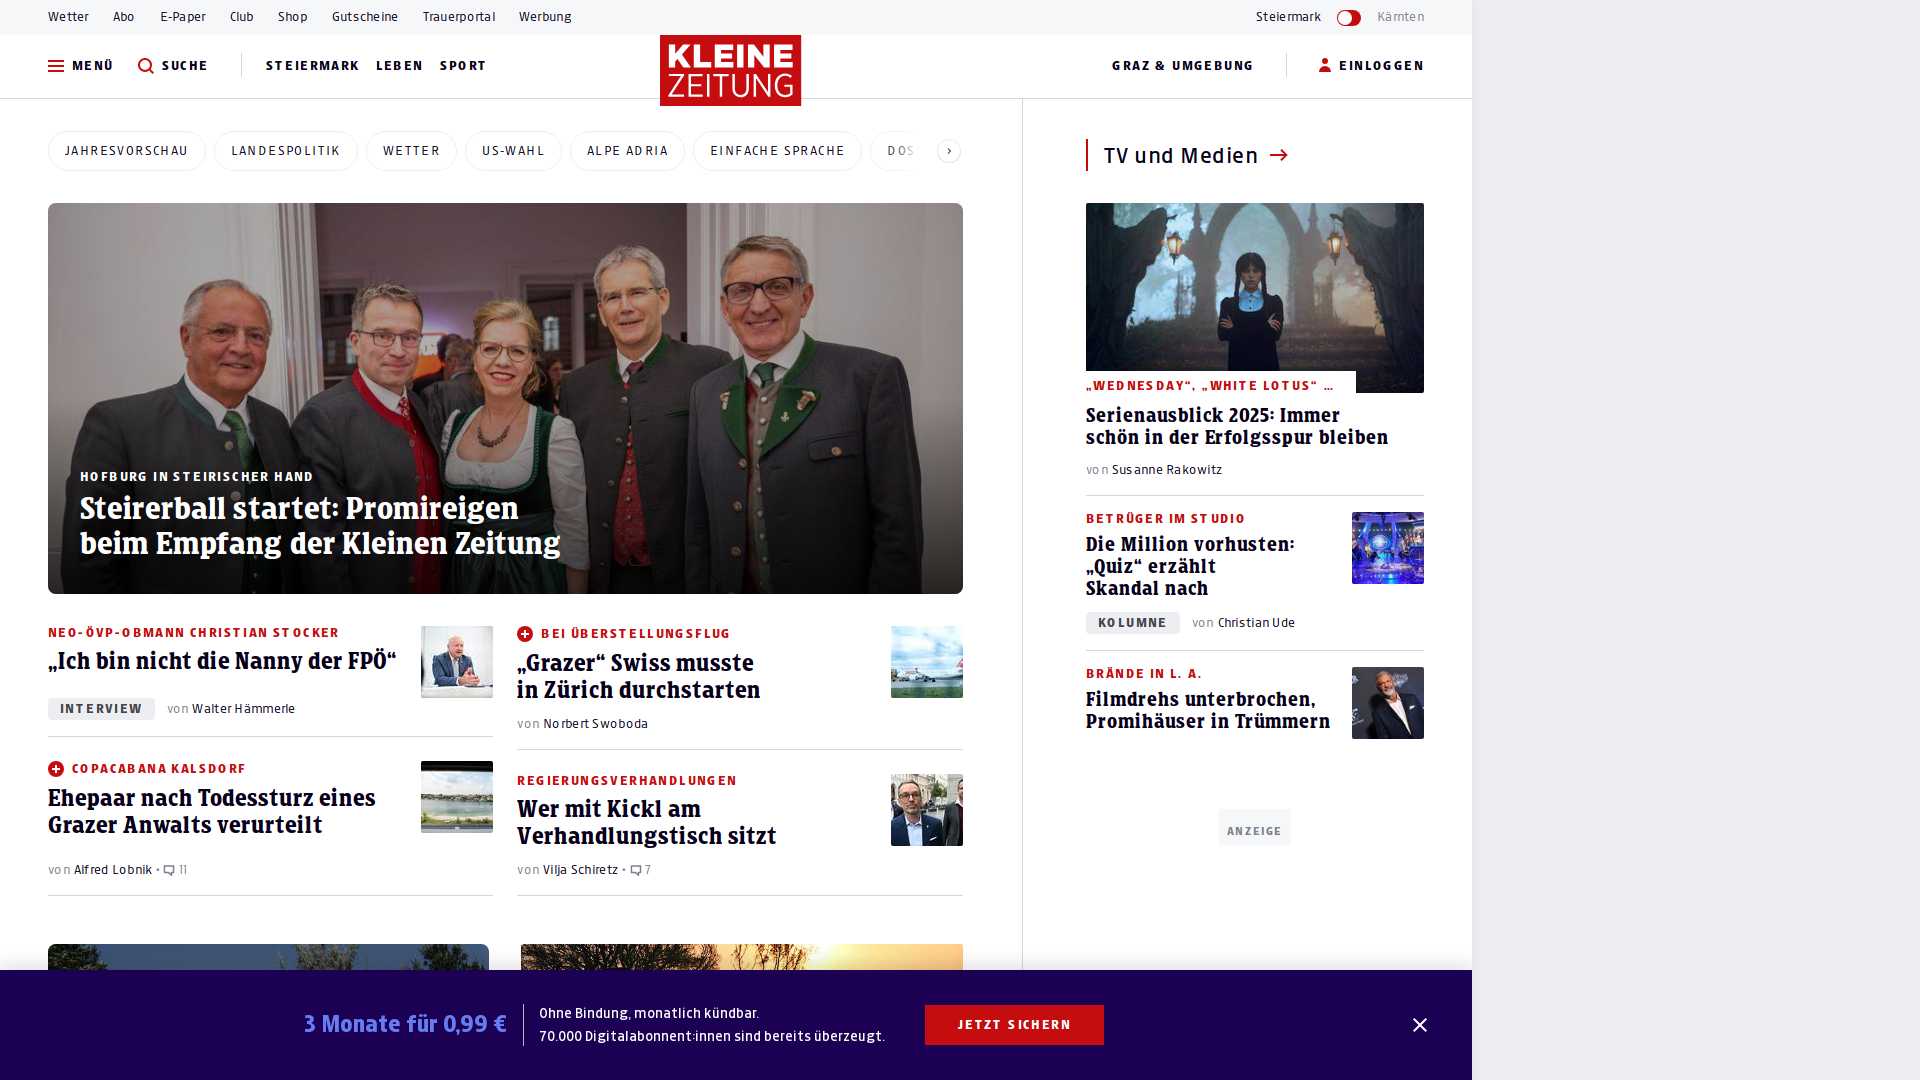 Wetter
Abo
E-Paper
Club
Shop
Gutscheine
Trauerportal
Werbung
Steiermark
Kärnten
MENÜ
SUCHE
STEIERMARK
LEBEN
SPORT
KLEINE
ZEITUNG
GRAZ & UMGEBUNG
EINLOGGEN
JAHRESVORSCHAU
LANDESPOLITIK
WETTER
US-WAHL
ALPE ADRIA
EINFACHE SPRACHE
DOS
HOFBURG IN STEIRISCHER HAND
Steirerball startet: Promireigen
beim Empfang der Kleinen Zeitung
NEO-ÖVP-OBMANN CHRISTIAN STOCKER
„Ich bin nicht die Nanny der FPÖ“
INTERVIEW
von Walter Hämmerle
COPACABANA KALSDORF
Ehepaar nach Todessturz eines
Grazer Anwalts verurteilt
von Alfred Lobnik • 11
BEI ÜBERSTELLUNGSFLUG
„Grazer“ Swiss musste
in Zürich durchstarten
von Norbert Swoboda
REGIERUNGSVERHANDLUNGEN
Wer mit Kickl am
Verhandlungstisch sitzt
von Vilja Schiretz • 7
TV und Medien
„WEDNESDAY“, „WHITE LOTUS“ …
Serienausblick 2025: Immer
schön in der Erfolgsspur bleiben
von Susanne Rakowitz
BETRÜGER IM STUDIO
Die Million vorhusten:
„Quiz“ erzählt
Skandal nach
KOLUMNE
von Christian Ude
BRÄNDE IN L. A.
Filmdrehs unterbrochen,
Promihäuser in Trümmern
ANZEIGE
3 Monate für 0,99 €
Ohne Bindung, monatlich kündbar.
70.000 Digitalabonnent:innen sind bereits überzeugt.
JETZT SICHERN